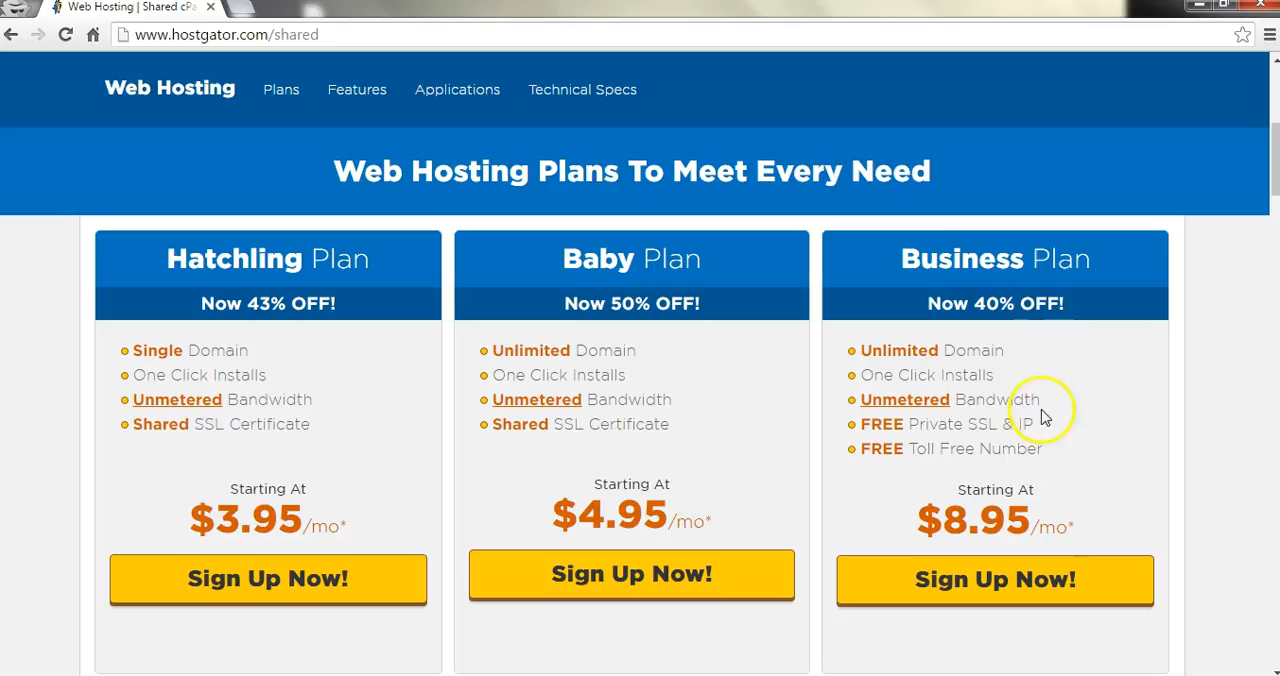 Web Hosting | Shared cPa
www.hostgator.com/shared
Web Hosting Plans Features Applications Technical Specs
Web Hosting Plans To Meet Every Need
Hatchling Plan
Now 43% OFF!
Single Domain
One Click Installs
Unmetered Bandwidth
Shared SSL Certificate
Starting At
$3.95/mo*
Sign Up Now!
Baby Plan
Now 50% OFF!
Unlimited Domain
One Click Installs
Unmetered Bandwidth
Shared SSL Certificate
Starting At
$4.95/mo*
Sign Up Now!
Business Plan
Now 40% OFF!
Unlimited Domain
One Click Installs
Unmetered Bandwidth
FREE Private SSL & IP
FREE Toll Free Number
Starting At
$8.95/mo*
Sign Up Now!